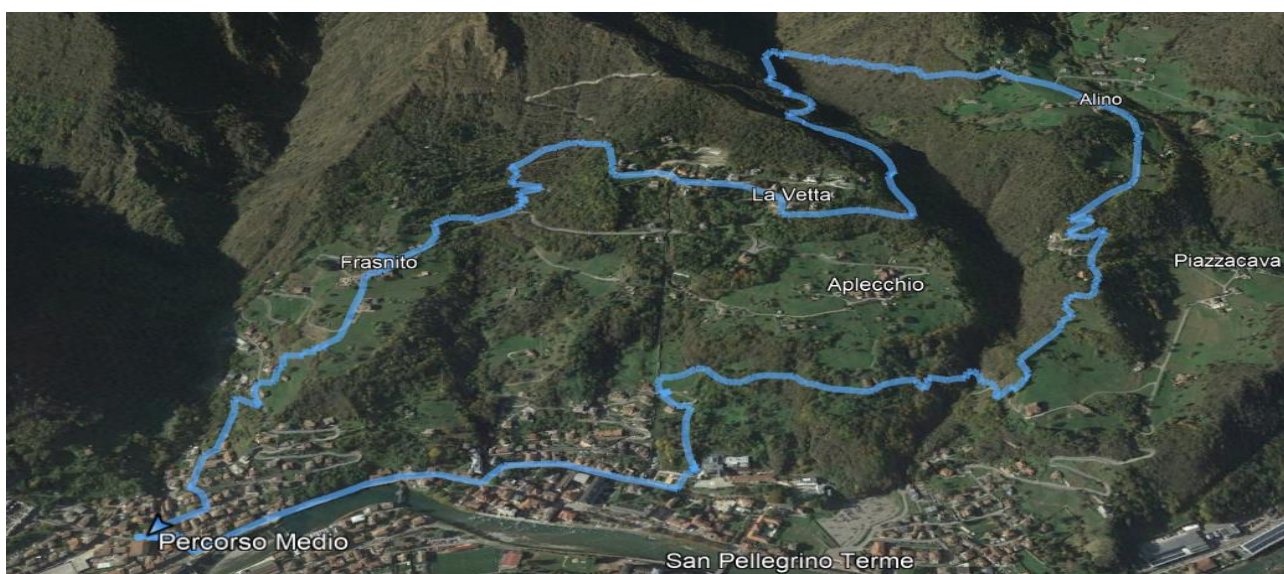 Alino
La Vetta
Frasnito
Piazzacava
Aplecchio
Percorso Medio
San Pellegrino Terme